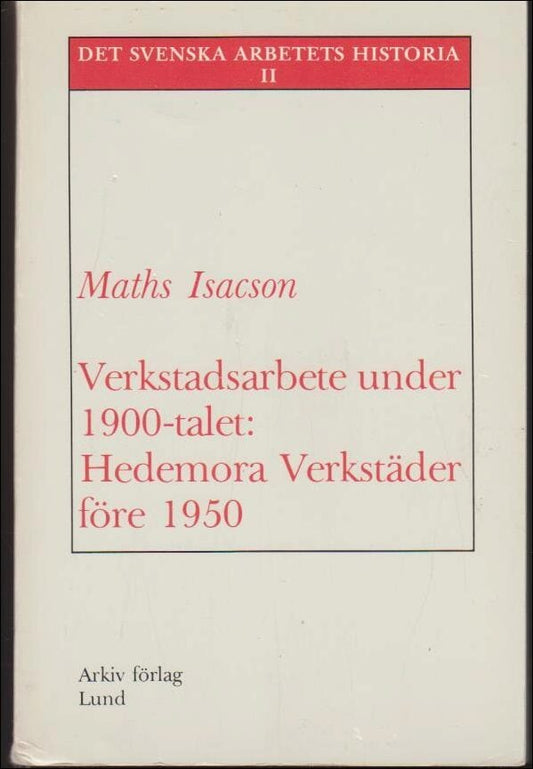 DET SVENSKA ARBETETS HISTORIA
II
Maths Isacson
Verkstadsarbete under
1900-talet:
Hedemora Verkstäder
före 1950
Arkiv förlag
Lund